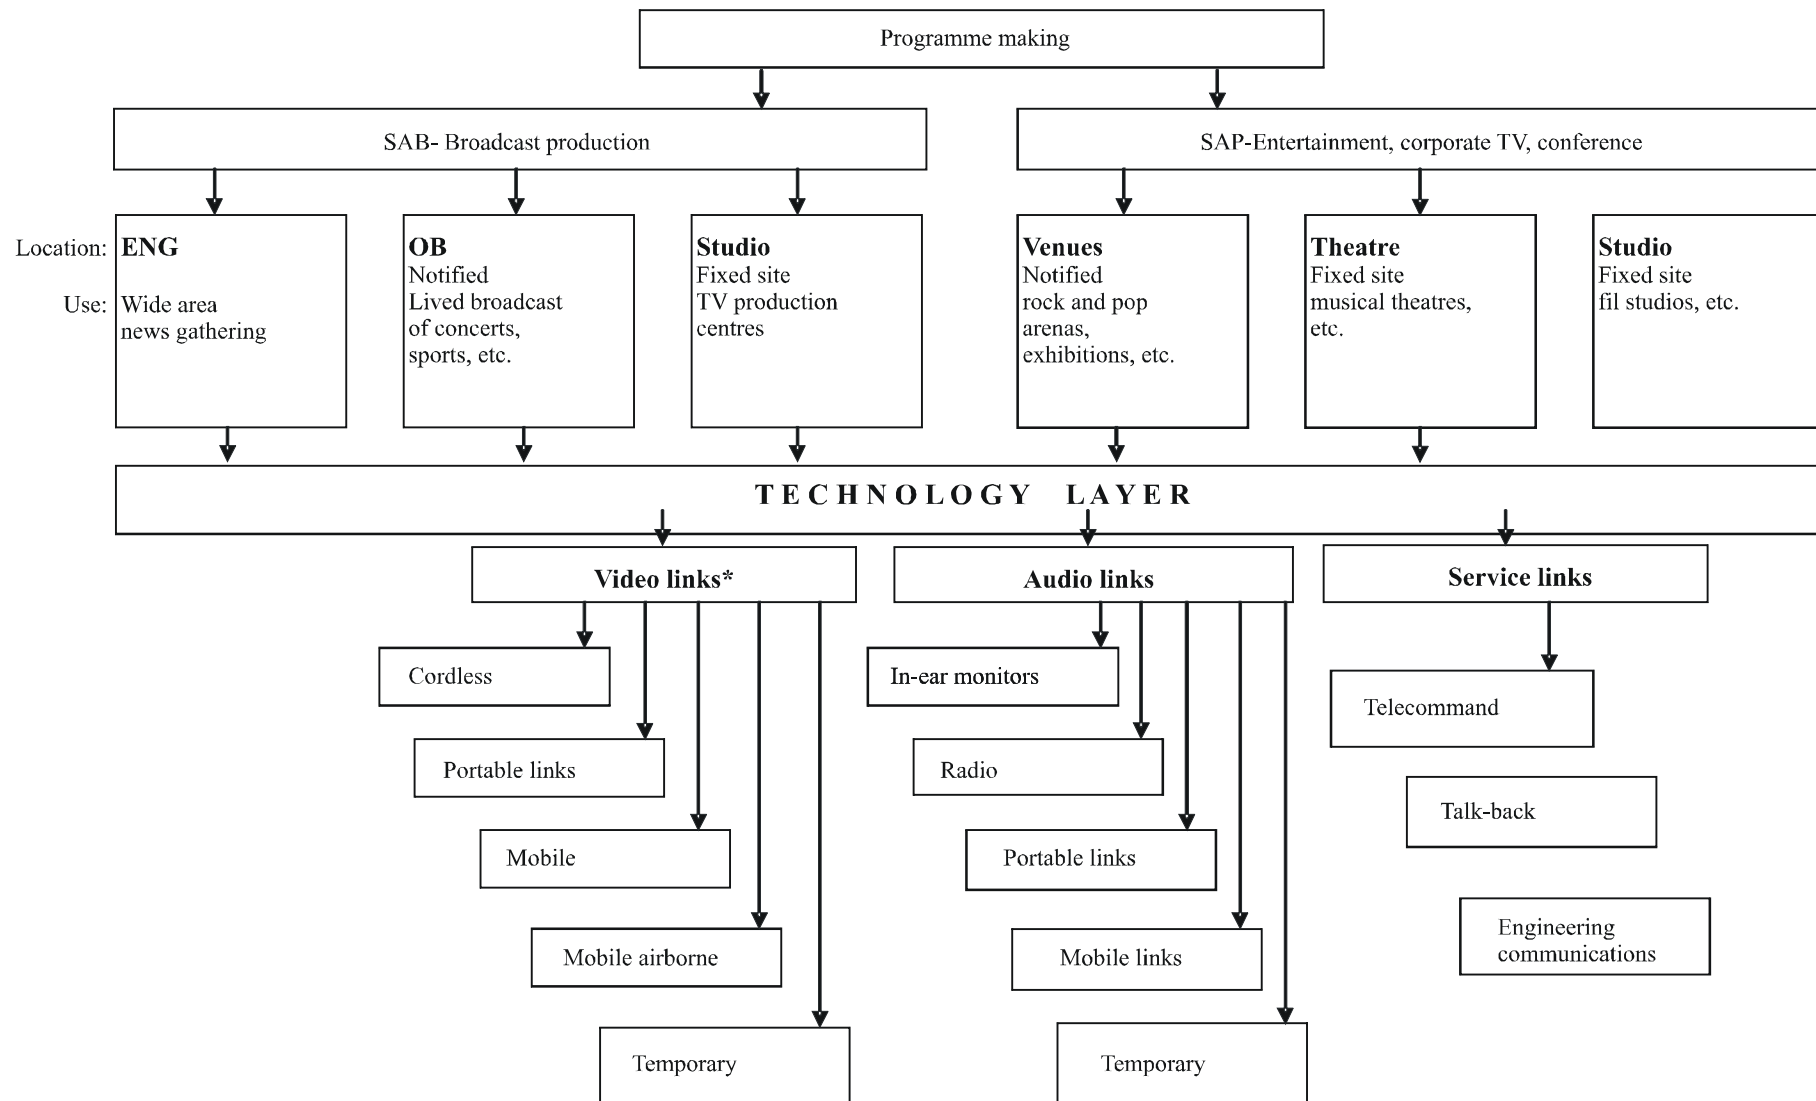 Programme making
SAB- Broadcast production
SAP-Entertainment, corporate TV, conference
Location:
Use:
ENG
Wide area
news gathering
OB
Notified
Lived broadcast
of concerts,
sports, etc.
Studio
Fixed site
TV production
centres
Venues
Notified
rock and pop
arenas,
exhibitions, etc.
Theatre
Fixed site
musical theatres,
etc.
Studio
Fixed site
fil studios, etc.
TECHNOLOGY LAYER
Video links*
Cordless
Portable links
Mobile
Mobile airborne
Temporary
Audio links
In-ear monitors
Radio
Portable links
Mobile links
Temporary
Service links
Telecommand
Talk-back
Engineering
communications